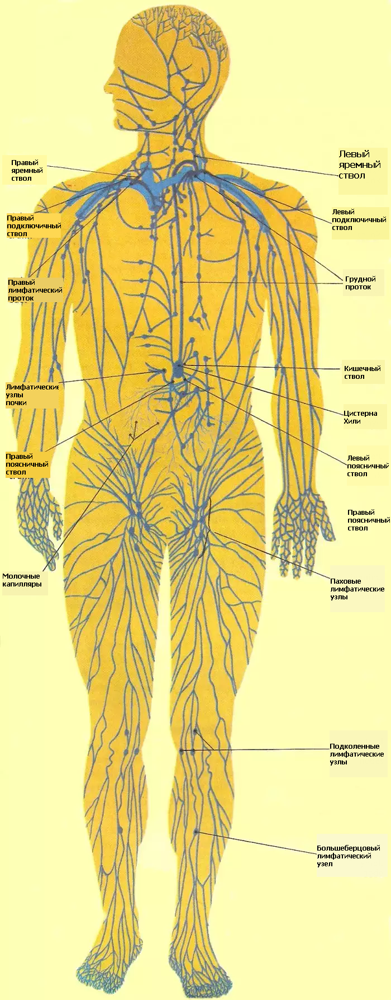 Правый
яремный
ствол
Левый
яремный
ствол
Правый
подключичный
ствол
Левый
подключичный
ствол
Правый
лимфатический
проток
Грудной
проток
Кишечный
ствол
Лимфатические
узлы
почки
Цистерна
Хили
Правый
поясничный
ствол
Левый
поясничный
ствол
Правый
поясничный
ствол
Молочные
капилляры
Паховые
лимфатические
узлы
Подколенные
лимфатические
узлы
Большеберцовый
лимфатический
узел